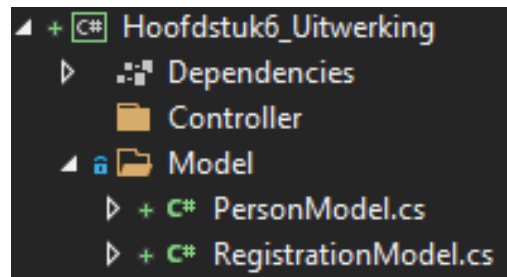 C# Hoofdstuk6_Uitwerking
Dependencies
Controller
Model
C# PersonModel.cs
C# RegistrationModel.cs